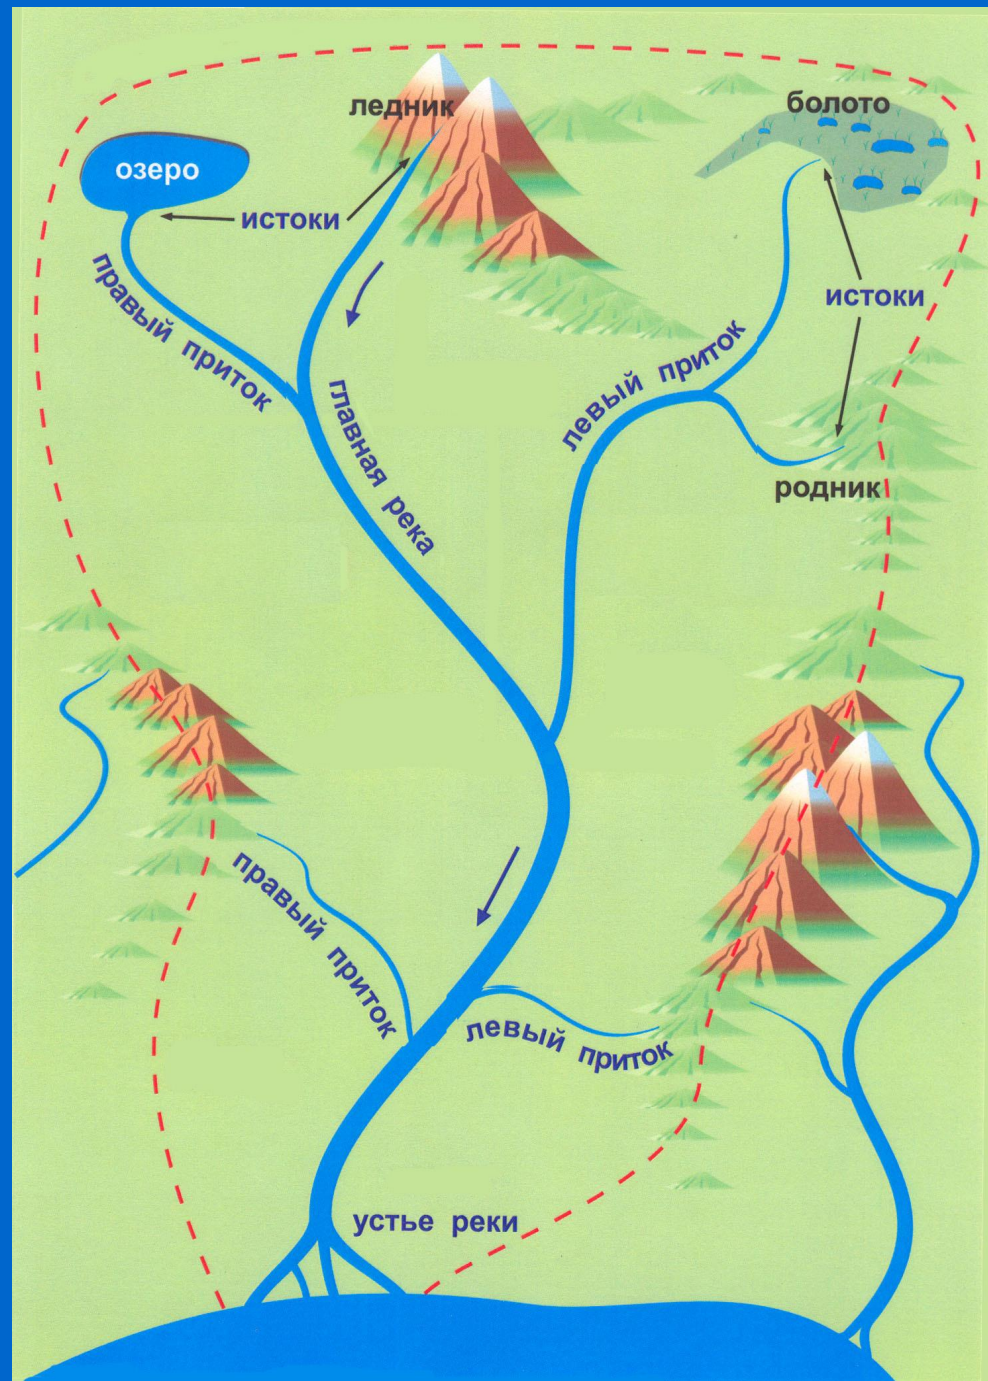 ледник
болото
озеро
истоки
истоки
правый приток
главная река
левый приток
родник
правый приток
левый приток
устье реки